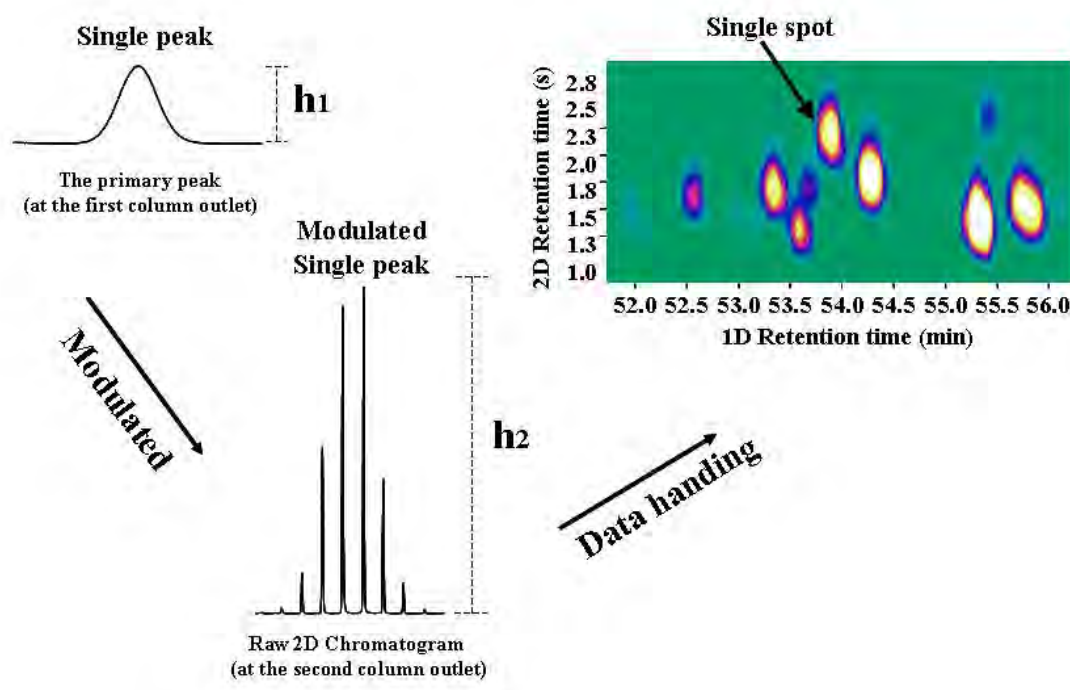 Single peak
h1
The primary peak
(at the first column outlet)
Modulated
Modulated
Single peak
h2
Raw 2D Chromatogram
(at the second column outlet)
Data handing
Single spot
2D Retention time (s)
2.8
2.5
2.3
2.0
1.8
1.5
1.3
1.0
52.0 52.5 53.0 53.5 54.0 54.5 55.0 55.5 56.0
1D Retention time (min)